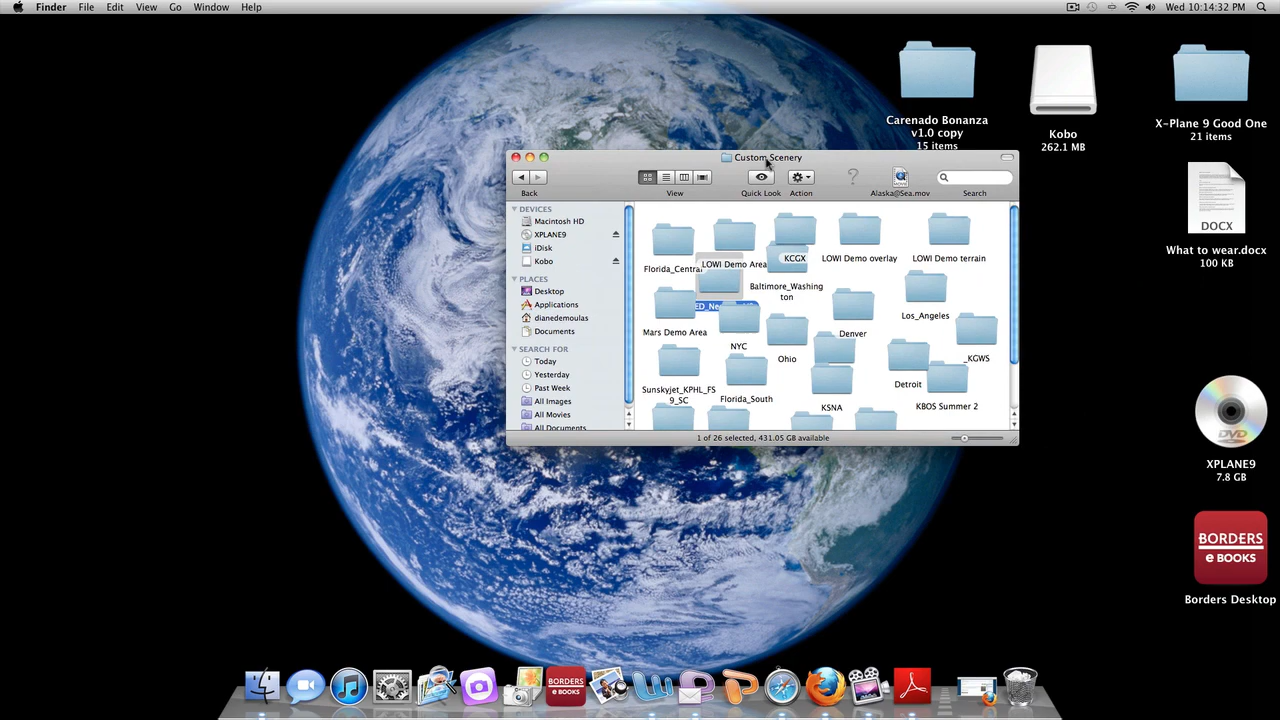 Finder File Edit View Go Window Help
Wed 10:14:32 PM
Carenado Bonanza
v1.0 copy
15 items
Kobo
262.1 MB
X-Plane 9 Good One
21 items
DOCX
What to wear.docx
100 KB
XPLANE9
7.8 GB
BORDERS
e BOOKS
Borders Desktop
Custom Scenery
Back
View
Quick Look
Action
Alaska@Sea.mov
Search
DEVICES
Macintosh HD
XPLANE9
iDisk
Kobo
PLACES
Desktop
Applications
dianedemoulas
Documents
SEARCH FOR
Today
Yesterday
Past Week
All Images
All Movies
All Documents
Florida_Central
LOWI Demo Area
KCGX
LOWI Demo overlay
LOWI Demo terrain
Baltimore_Washing
ton
Mars Demo Area
NYC
Ohio
Denver
Los_Angeles
_KGWS
Sunskyjet_KPHL_FS
9_SC
Florida_South
KSNA
Detroit
KBOS Summer 2
1 of 26 selected, 431.05 GB available
BORDERS
e BOOKS